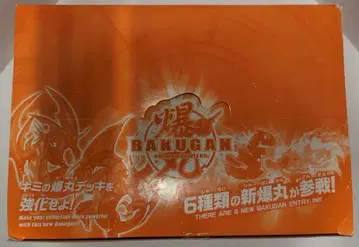 爆丸
BAKUGAN
キミの爆丸デッキを
強化せよ!
Make your collection more powerful
with this new Bakugan!!
6種類の新爆丸が参戦!
THERE ARE 6 NEW BAKUGAN ENTRY IN!!